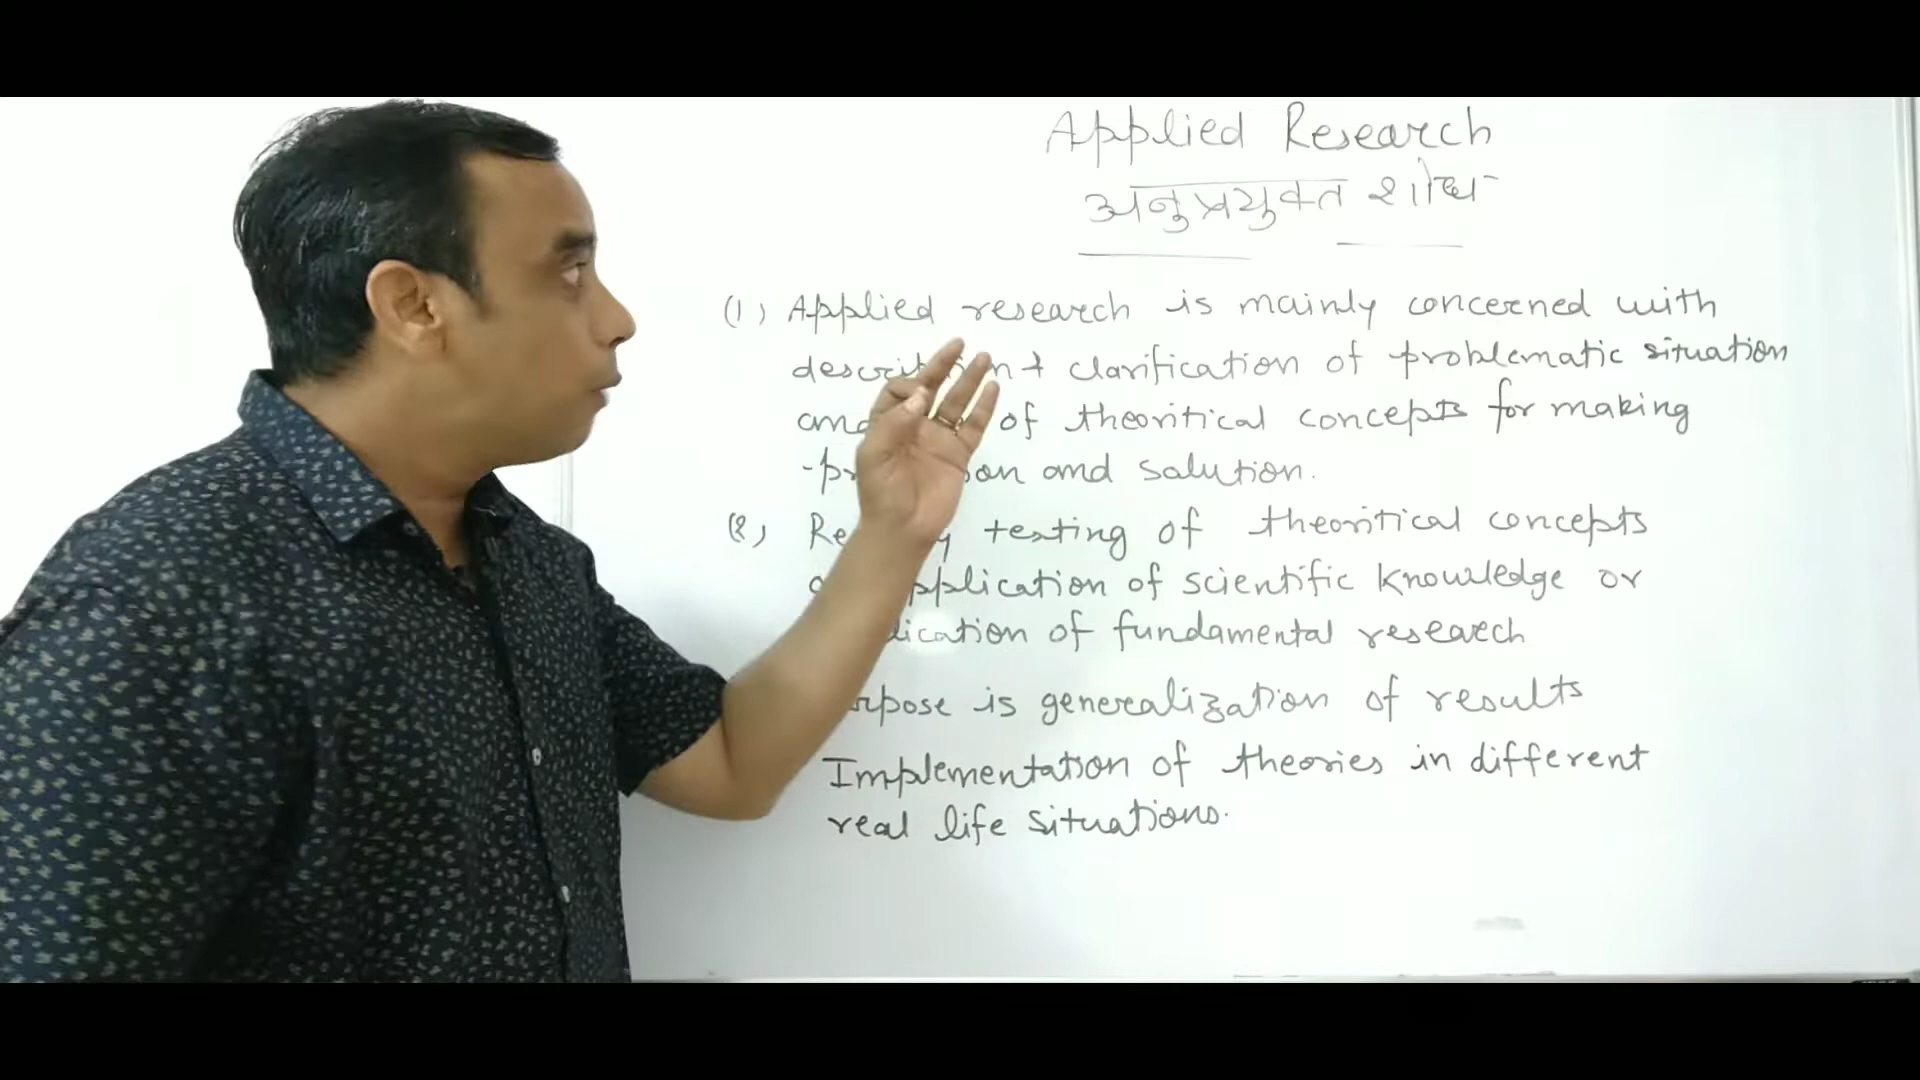 Applied Research
अनुप्रयुक्त शोध
(1) Applied research is mainly concerned with
+ clarification of problematic situation
of theoritical concepts for making
and salution.
(2) testing of theoritical concepts
of scientific knowledge or
of fundamental research
is generalization of results
Implementation of theories in different
real life situations.